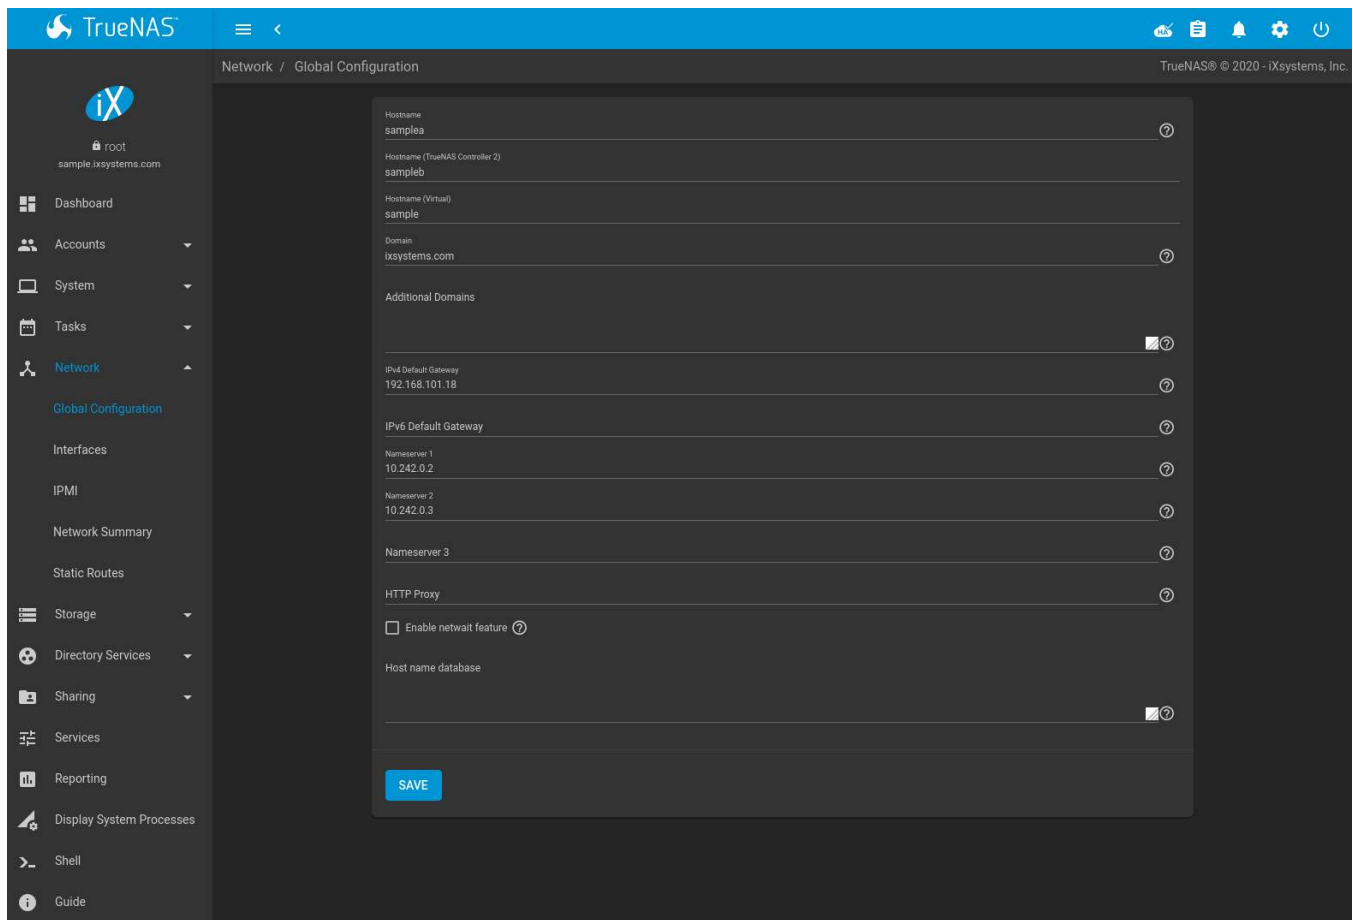 TrueNAS
HA
Network / Global Configuration
TrueNAS® © 2020 - iXsystems, Inc.
iX
root
sample.ixsystems.com
Dashboard
Accounts
System
Tasks
Network
Global Configuration
Interfaces
IPMI
Network Summary
Static Routes
Storage
Directory Services
Sharing
Services
Reporting
Display System Processes
Shell
Guide
Hostname
samplea
Hostname (TrueNAS Controller 2)
sampleb
Hostname (Virtual)
sample
Domain
ixsystems.com
Additional Domains
IPv4 Default Gateway
192.168.101.18
IPv6 Default Gateway
Nameserver 1
10.242.0.2
Nameserver 2
10.242.0.3
Nameserver 3
HTTP Proxy
Enable netwait feature
Host name database
SAVE